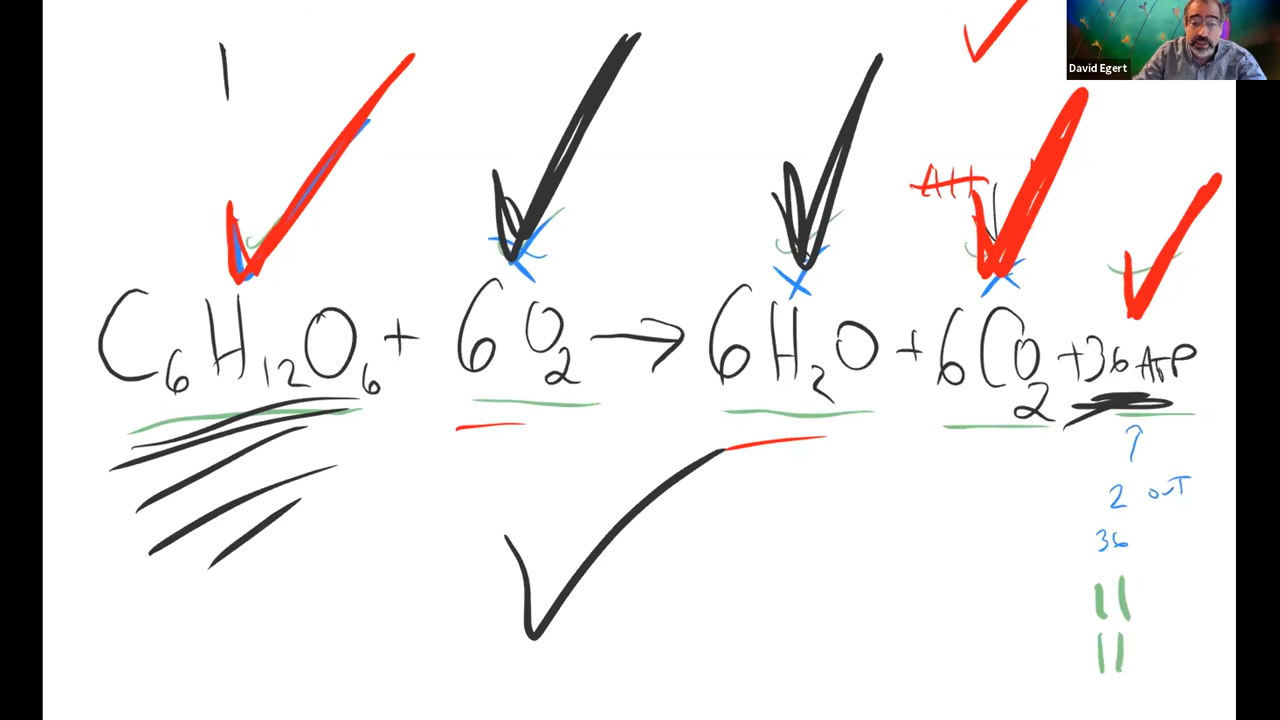 David Egert
C₆H₁₂O₆ + 6O₂ → 6H₂O + 6CO₂ + 36 ATP
2 OUT
36